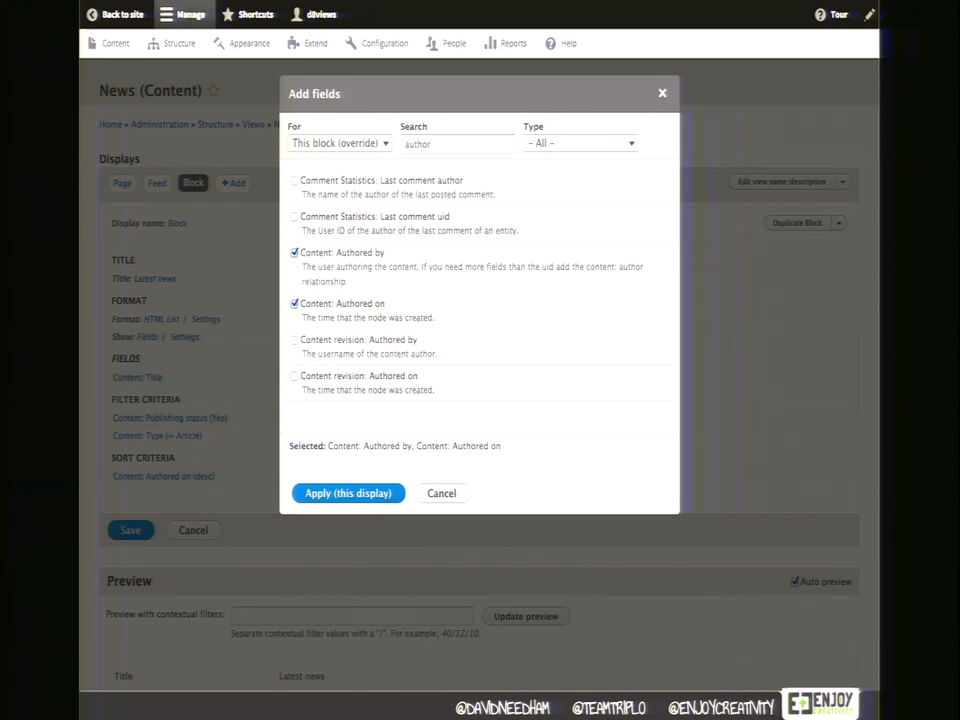 Back to site Manage Shortcuts d8views Tour
Content Structure Appearance Extend Configuration People Reports Help
News (Content)
Home » Administration » Structure » Views » N
Displays
Page Feed Block +Add Edit view name/description
Display name: Block Duplicate Block
TITLE
Title: Latest news
FORMAT
Format: HTML List | Settings
Show: Fields | Settings
FIELDS
Content: Title
FILTER CRITERIA
Content: Publishing status (Yes)
Content: Type (= Article)
SORT CRITERIA
Content: Authored on (desc)
Save Cancel
Add fields ×
For Search Type
This block (override) author - All -
Comment Statistics: Last comment author
The name of the author of the last posted comment.
Comment Statistics: Last comment uid
The User ID of the author of the last comment of an entity.
Content: Authored by
The user authoring the content. If you need more fields than the uid add the content: author
relationship
Content: Authored on
The time that the node was created.
Content revision: Authored by
The username of the content author.
Content revision: Authored on
The time that the node was created.
Selected: Content: Authored by, Content: Authored on
Apply (this display) Cancel
Preview Auto preview
Preview with contextual filters: Update preview
Separate contextual filter values with a "/". For example, 40/12/10.
Title Latest news
@DAVIDNEEDHAM @TEAMTRIPLO @ENJOYCREATIVITY ENJOY
CREATIVITY